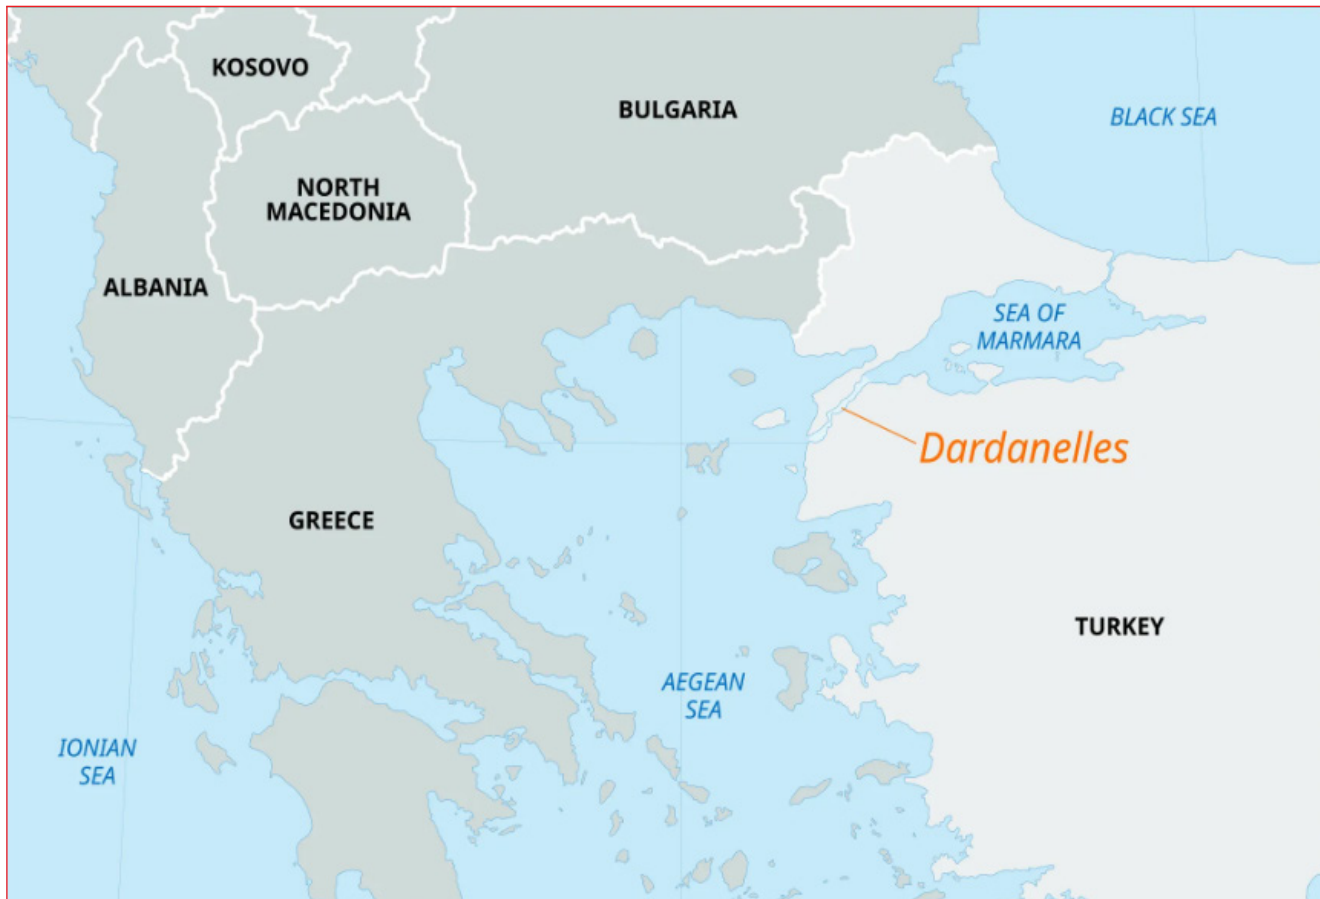 KOSOVO
BULGARIA
BLACK SEA
NORTH
MACEDONIA
ALBANIA
SEA OF
MARMARA
Dardanelles
GREECE
TURKEY
AEGEAN
SEA
IONIAN
SEA